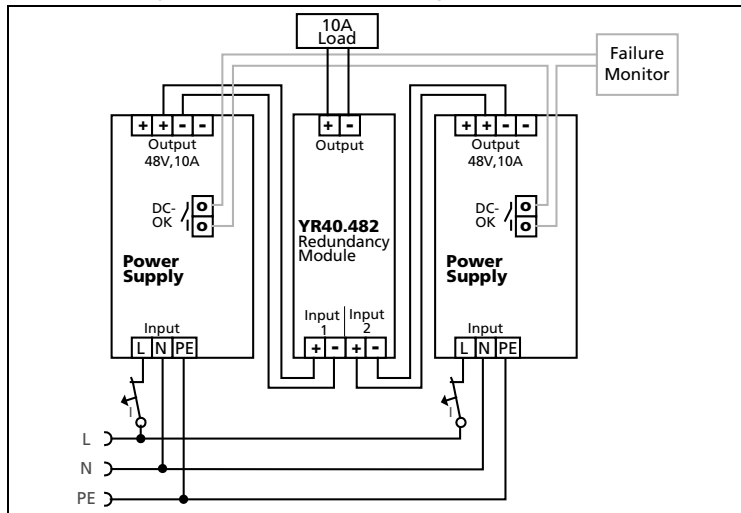 10A
Load
Failure
Monitor
+ + - -
Output
48V,10A
DC-
OK
o
o
Power
Supply
Input
L N PE
I
+ -
Output
YR40.482
Redundancy
Module
Input
1
Input
2
+ - + -
+ + - -
Output
48V,10A
DC-
OK
o
o
Power
Supply
Input
L N PE
I
L
N
PE